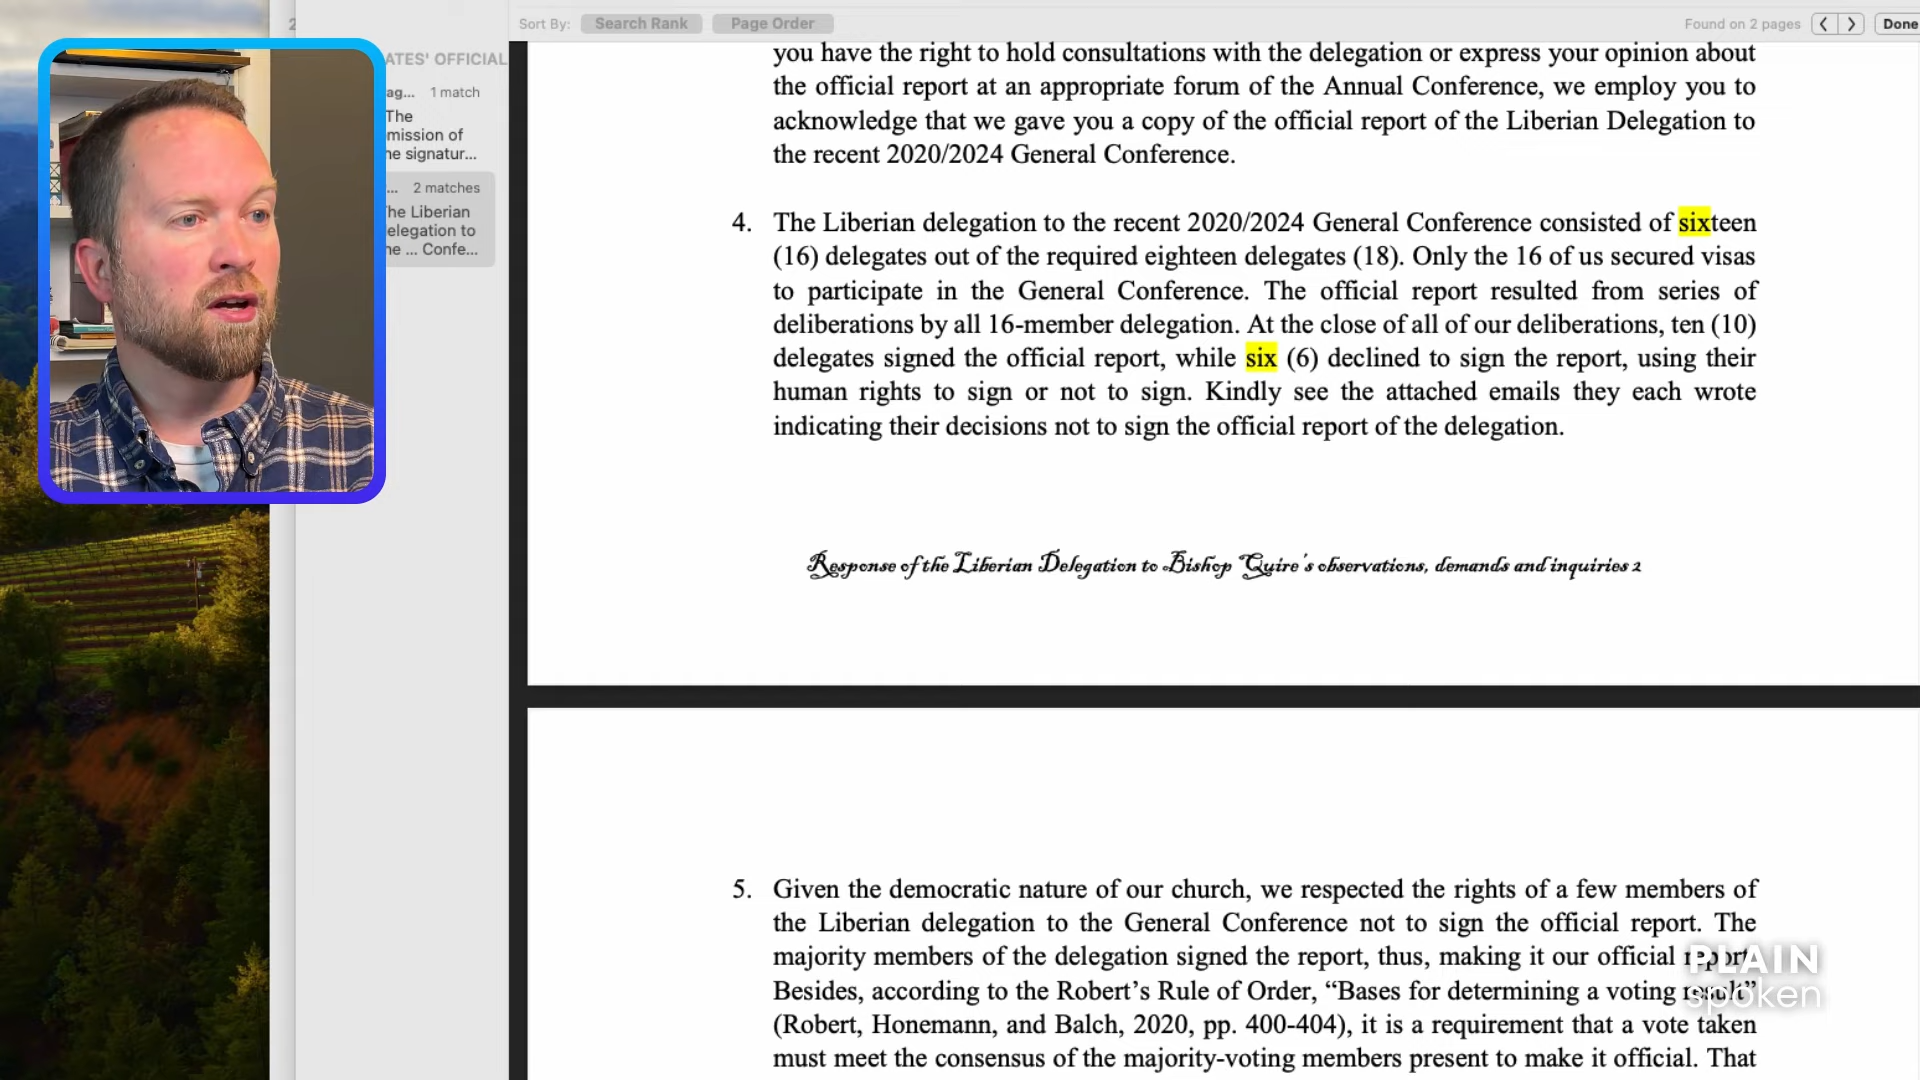 Sort By: Search Rank Page Order Found on 2 pages Done
2
ATES' OFFICIAL
ag... 1 match
The
mission of
he signatur...
... 2 matches
he Liberian
elegation to
he ... Confe...
you have the right to hold consultations with the delegation or express your opinion about
the official report at an appropriate forum of the Annual Conference, we employ you to
acknowledge that we gave you a copy of the official report of the Liberian Delegation to
the recent 2020/2024 General Conference.
4. The Liberian delegation to the recent 2020/2024 General Conference consisted of sixteen
(16) delegates out of the required eighteen delegates (18). Only the 16 of us secured visas
to participate in the General Conference. The official report resulted from series of
deliberations by all 16-member delegation. At the close of all of our deliberations, ten (10)
delegates signed the official report, while six (6) declined to sign the report, using their
human rights to sign or not to sign. Kindly see the attached emails they each wrote
indicating their decisions not to sign the official report of the delegation.
Response of the Liberian Delegation to Bishop Quire's observations, demands and inquiries 2
5. Given the democratic nature of our church, we respected the rights of a few members of
the Liberian delegation to the General Conference not to sign the official report. The
majority members of the delegation signed the report, thus, making it our official report.
Besides, according to the Robert's Rule of Order, “Bases for determining a voting result”
(Robert, Honemann, and Balch, 2020, pp. 400-404), it is a requirement that a vote taken
must meet the consensus of the majority-voting members present to make it official. That
PLAIN
spoken